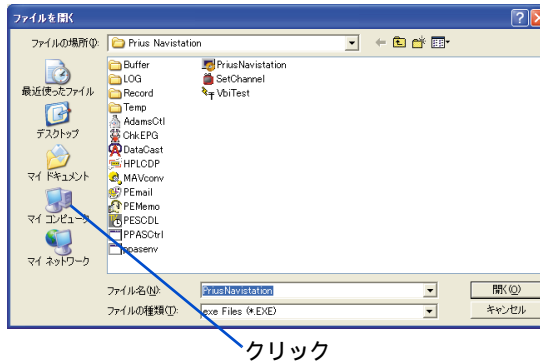 ファイルを開く
ファイルの場所(I):
Prius Navistation
最近使ったファイル
デスクトップ
マイ ドキュメント
マイ コンピュータ
マイ ネットワーク
Buffer
LOG
Record
Temp
AdamsCtl
ChkEPG
DataCast
HPLCDP
MAVconv
PEmail
PEMemo
PESCDL
PPASCtrl
ppasenv
PriusNavistation
SetChannel
VbiTest
ファイル名(N):
PriusNavistation
開く(O)
ファイルの種類(T):
exe Files (*.EXE)
キャンセル
クリック